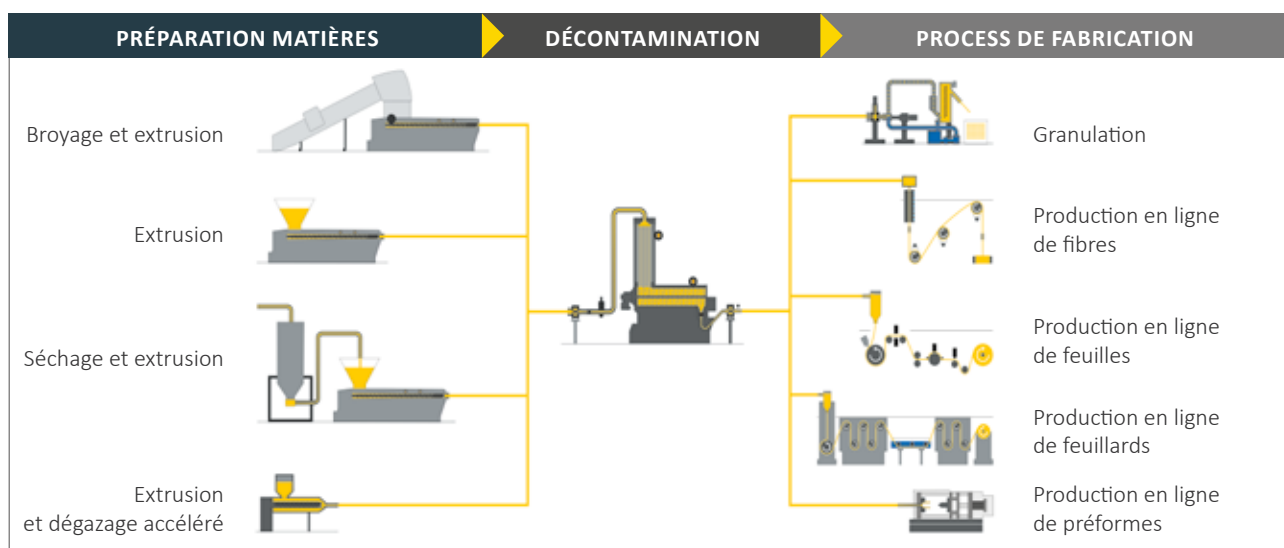 PRÉPARATION MATIÈRES
DÉCONTAMINATION
PROCESS DE FABRICATION
Broyage et extrusion
Extrusion
Séchage et extrusion
Extrusion
et dégazage accéléré
Granulation
Production en ligne
de fibres
Production en ligne
de feuilles
Production en ligne
de feuillards
Production en ligne
de préformes